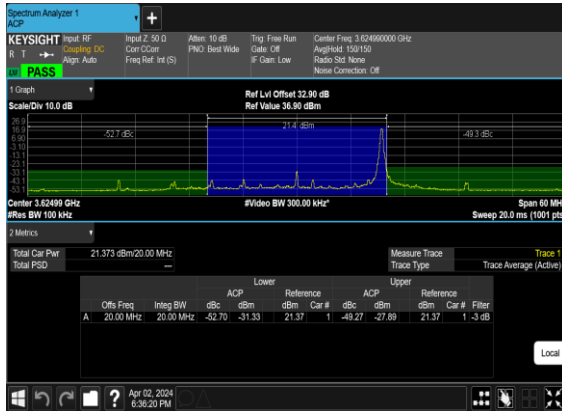 Spectrum Analyzer 1
ACP
+
KEYSIGHT Input: RF Input Z: 50 Ω Atten: 10 dB Trig: Free Run Center Freq: 3.624990000 GHz
R T Coupling: DC Corr CCorr PNO: Best Wide Gate: Off Avg|Hold: 150/150
Align: Auto Freq Ref: Int (S) IF Gain: Low Radio Std: None
PASS Noise Correction: Off
1 Graph
Ref Lvl Offset 32.90 dB
Scale/Div 10.0 dB Ref Value 36.90 dBm
26.9
16.9
6.90
-3.10
-13.1
-23.1
-33.1
-43.1
-53.1
-52.7 dBc 21.4 dBm -49.3 dBc
Center 3.62499 GHz #Video BW 300.00 kHz* Span 60 MH
#Res BW 100 kHz Sweep 20.0 ms (1001 pts
2 Metrics
Total Car Pwr 21.373 dBm/20.00 MHz Measure Trace Trace 1
Total PSD --- Trace Type Trace Average (Active)
Lower Upper
ACP Reference ACP Reference
Offs Freq Integ BW dBc dBm dBm Car # dBc dBm dBm Car # Filter
A 20.00 MHz 20.00 MHz -52.70 -31.33 21.37 1 -49.27 -27.89 21.37 1 -3 dB
Local
?
Apr 02, 2024
6:36:20 PM